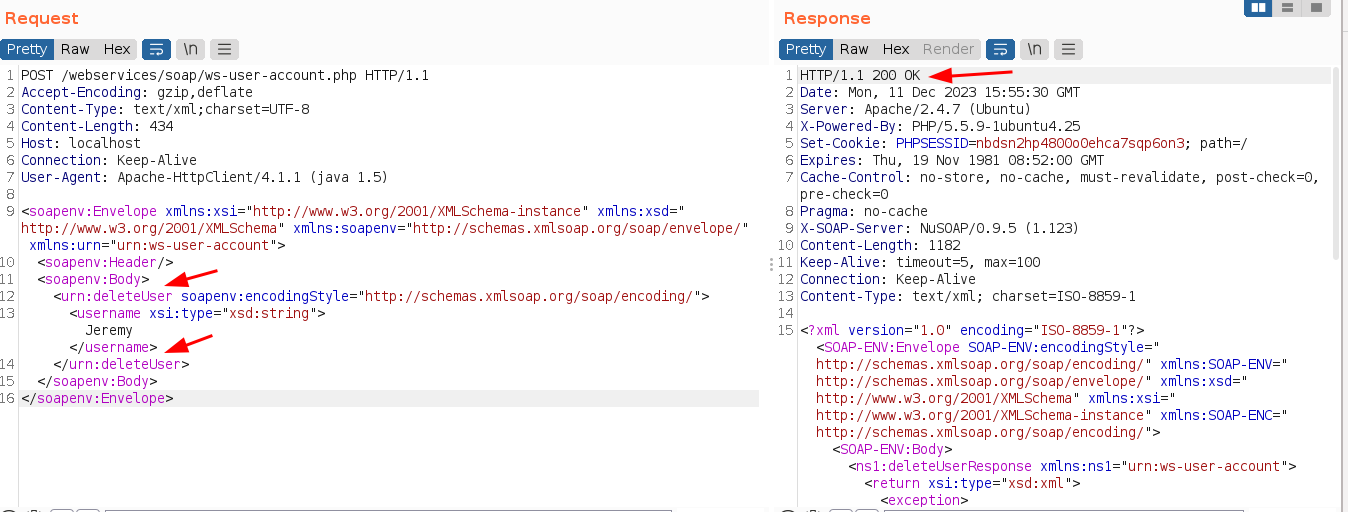 Request
Pretty Raw Hex \n
1 POST /webservices/soap/ws-user-account.php HTTP/1.1
2 Accept-Encoding: gzip,deflate
3 Content-Type: text/xml;charset=UTF-8
4 Content-Length: 434
5 Host: localhost
6 Connection: Keep-Alive
7 User-Agent: Apache-HttpClient/4.1.1 (java 1.5)
8
9 <soapenv:Envelope xmlns:xsi="http://www.w3.org/2001/XMLSchema-instance" xmlns:xsd="
http://www.w3.org/2001/XMLSchema" xmlns:soapenv="http://schemas.xmlsoap.org/soap/envelope/"
xmlns:urn="urn:ws-user-account">
10 <soapenv:Header/>
11 <soapenv:Body>
12 <urn:deleteUser soapenv:encodingStyle="http://schemas.xmlsoap.org/soap/encoding/">
13 <username xsi:type="xsd:string">
Jeremy
</username>
14 </urn:deleteUser>
15 </soapenv:Body>
16 </soapenv:Envelope>
Response
Pretty Raw Hex Render \n
1 HTTP/1.1 200 OK
2 Date: Mon, 11 Dec 2023 15:55:30 GMT
3 Server: Apache/2.4.7 (Ubuntu)
4 X-Powered-By: PHP/5.5.9-1ubuntu4.25
5 Set-Cookie: PHPSESSID=nbdsn2hp4800o0ehca7sqp6on3; path=/
6 Expires: Thu, 19 Nov 1981 08:52:00 GMT
7 Cache-Control: no-store, no-cache, must-revalidate, post-check=0,
pre-check=0
8 Pragma: no-cache
9 X-SOAP-Server: NuSOAP/0.9.5 (1.123)
10 Content-Length: 1182
11 Keep-Alive: timeout=5, max=100
12 Connection: Keep-Alive
13 Content-Type: text/xml; charset=ISO-8859-1
14
15 <?xml version="1.0" encoding="ISO-8859-1"?>
<SOAP-ENV:Envelope SOAP-ENV:encodingStyle="
http://schemas.xmlsoap.org/soap/encoding/" xmlns:SOAP-ENV="
http://schemas.xmlsoap.org/soap/envelope/" xmlns:xsd="
http://www.w3.org/2001/XMLSchema" xmlns:xsi="
http://www.w3.org/2001/XMLSchema-instance" xmlns:SOAP-ENC="
http://schemas.xmlsoap.org/soap/encoding/">
<SOAP-ENV:Body>
<ns1:deleteUserResponse xmlns:ns1="urn:ws-user-account">
<return xsi:type="xsd:xml">
<exception>